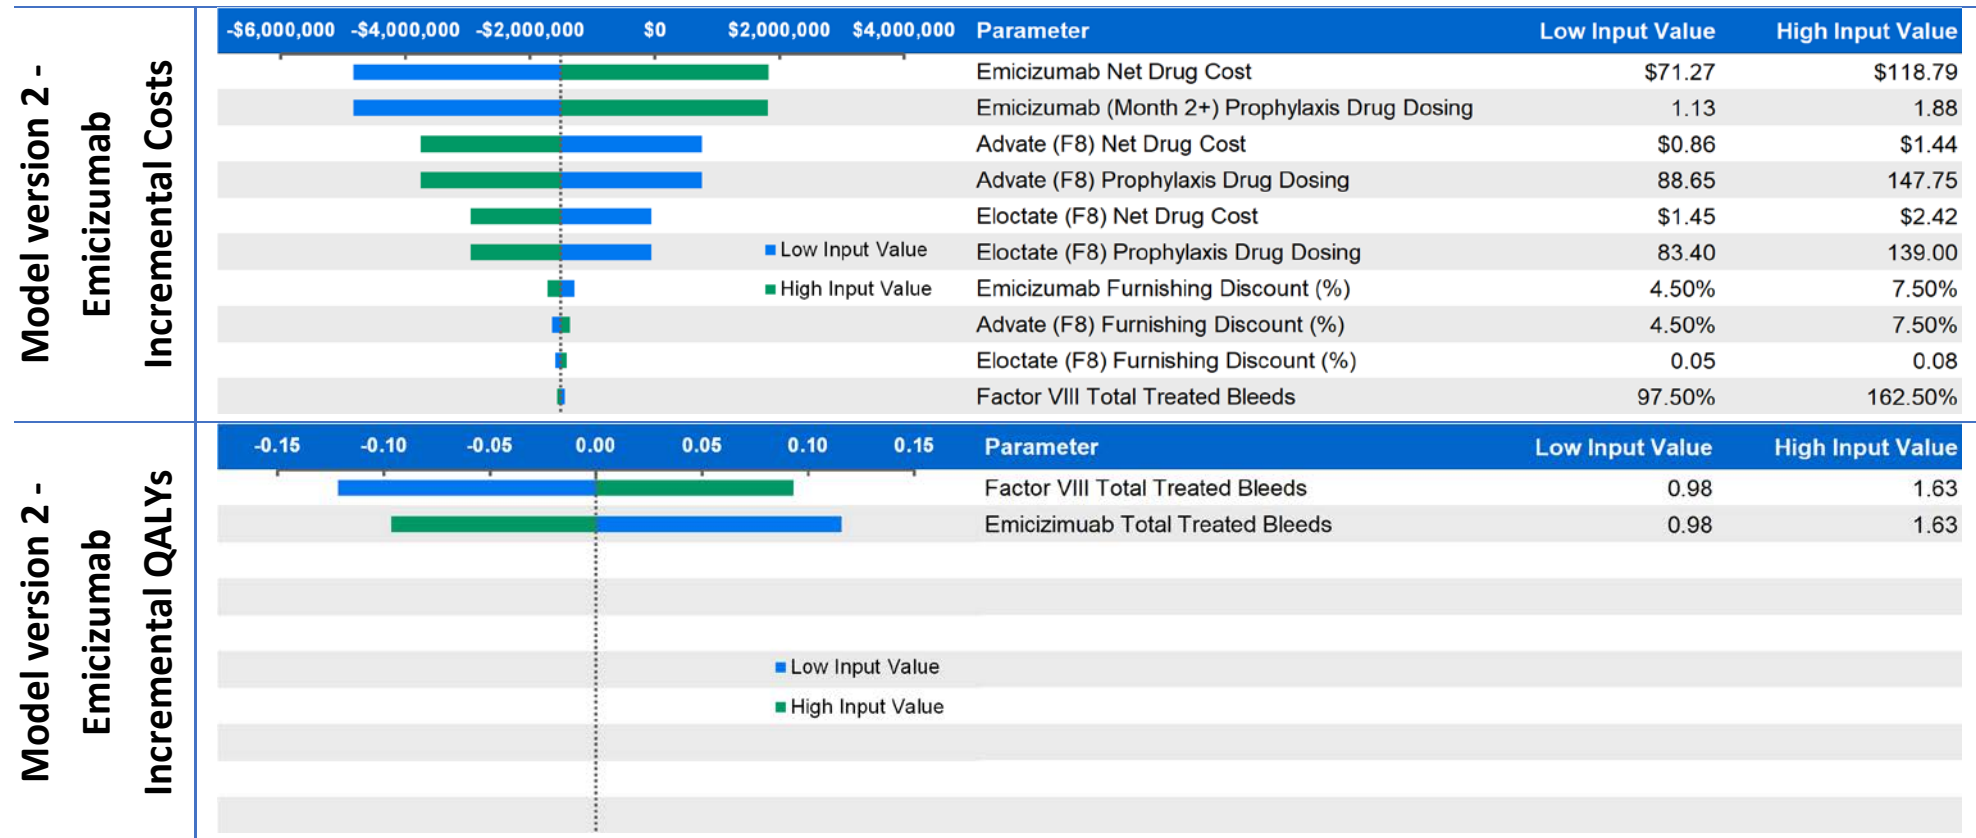 Model version 2 -
Emicizumab
Incremental Costs
-$6,000,000 -$4,000,000 -$2,000,000 $0 $2,000,000 $4,000,000 Parameter Low Input Value High Input Value
Emicizumab Net Drug Cost $71.27 $118.79
Emicizumab (Month 2+) Prophylaxis Drug Dosing 1.13 1.88
Advate (F8) Net Drug Cost $0.86 $1.44
Advate (F8) Prophylaxis Drug Dosing 88.65 147.75
Eloctate (F8) Net Drug Cost $1.45 $2.42
Low Input Value Eloctate (F8) Prophylaxis Drug Dosing 83.40 139.00
High Input Value Emicizumab Furnishing Discount (%) 4.50% 7.50%
Advate (F8) Furnishing Discount (%) 4.50% 7.50%
Eloctate (F8) Furnishing Discount (%) 0.05 0.08
Factor VIII Total Treated Bleeds 97.50% 162.50%
Model version 2 -
Emicizumab
Incremental QALYs
-0.15 -0.10 -0.05 0.00 0.05 0.10 0.15 Parameter Low Input Value High Input Value
Factor VIII Total Treated Bleeds 0.98 1.63
Emicizimuab Total Treated Bleeds 0.98 1.63
Low Input Value
High Input Value